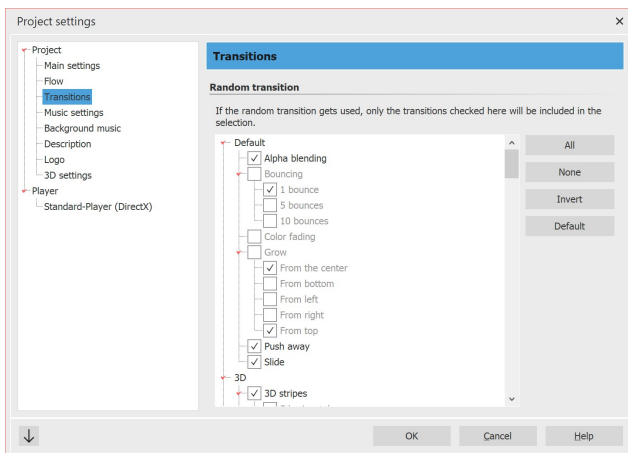 Project settings
Project
Main settings
Flow
Transitions
Music settings
Background music
Description
Logo
3D settings
Player
Standard-Player (DirectX)
Transitions
Random transition
If the random transition gets used, only the transitions checked here will be included in the
selection.
Default
Alpha blending
Bouncing
1 bounce
5 bounces
10 bounces
Color fading
Grow
From the center
From bottom
From left
From right
From top
Push away
Slide
3D
3D stripes
All
None
Invert
Default
OK
Cancel
Help